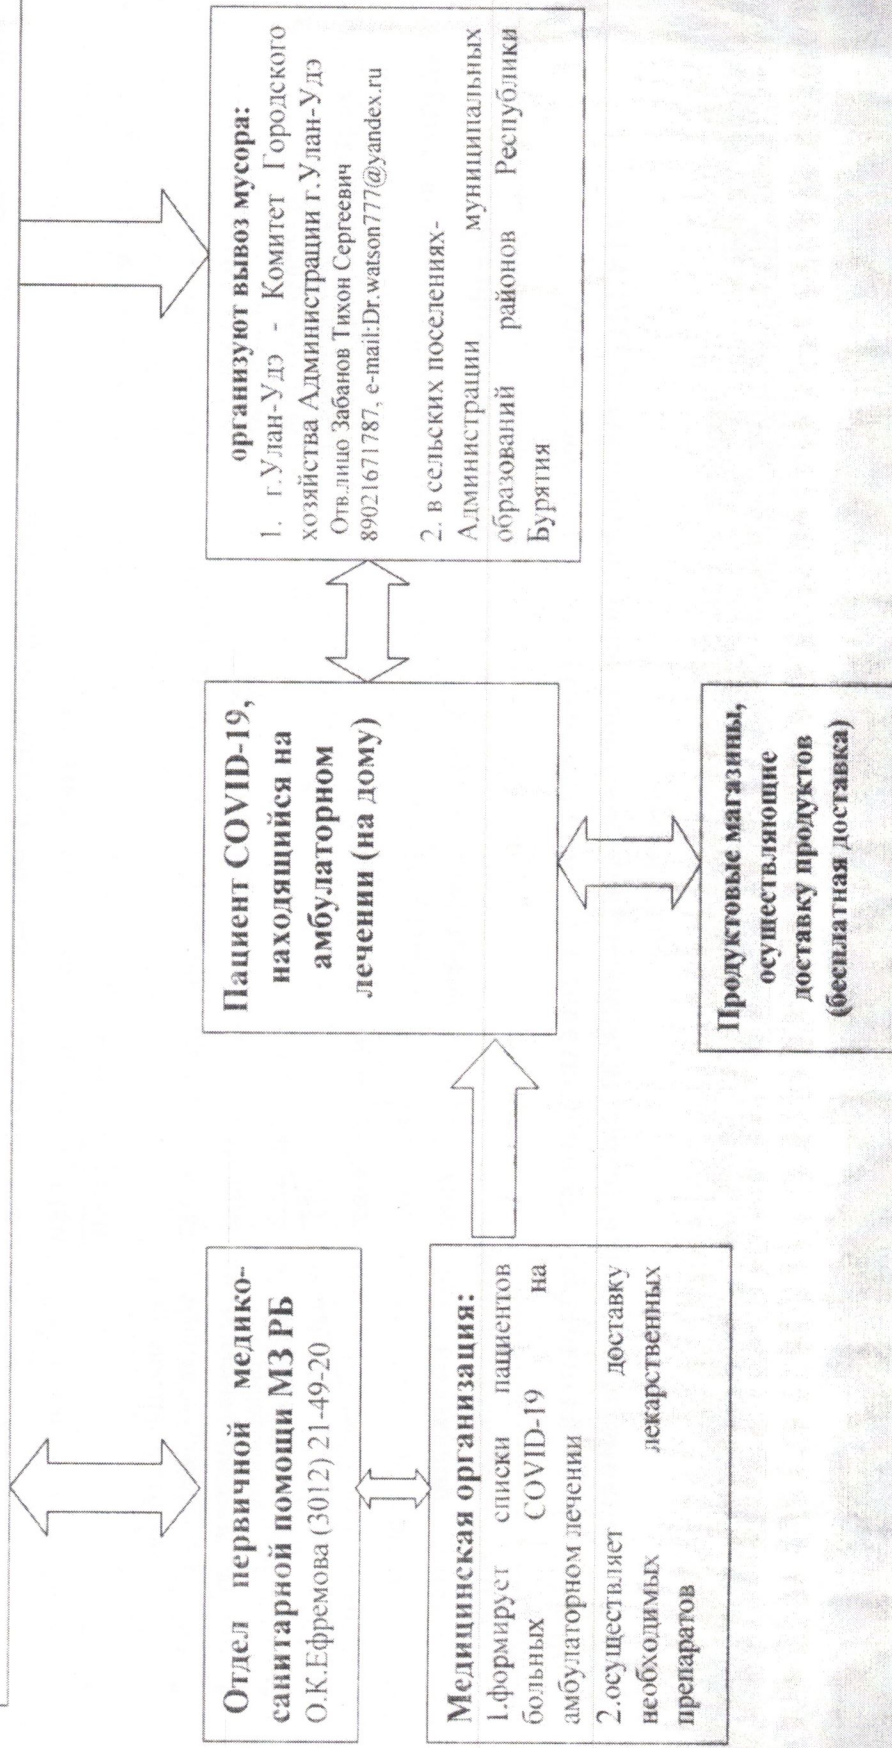 Отдел первичной медико-
санитарной помощи МЗ РБ
О.К.Ефремова (3012) 21-49-20
Медицинская организация:
1.формирует списки пациентов
больных COVID-19 на
амбулаторном лечении
2.осуществляет доставку
необходимых лекарственных
препаратов
Пациент COVID-19,
находящийся на
амбулаторном
лечении (на дому)
Продуктовые магазины,
осуществляющие
доставку продуктов
(бесплатная доставка)
организуют вывоз мусора:
1. г.Улан-Удэ - Комитет Городского
хозяйства Администрации г.Улан-Удэ
Отв.лицо Забанов Тихон Сергеевич
89021671787, e-mail:Dr.watson777@yandex.ru
2. в сельских поселениях-
Администрации муниципальных
образований районов Республики
Бурятия